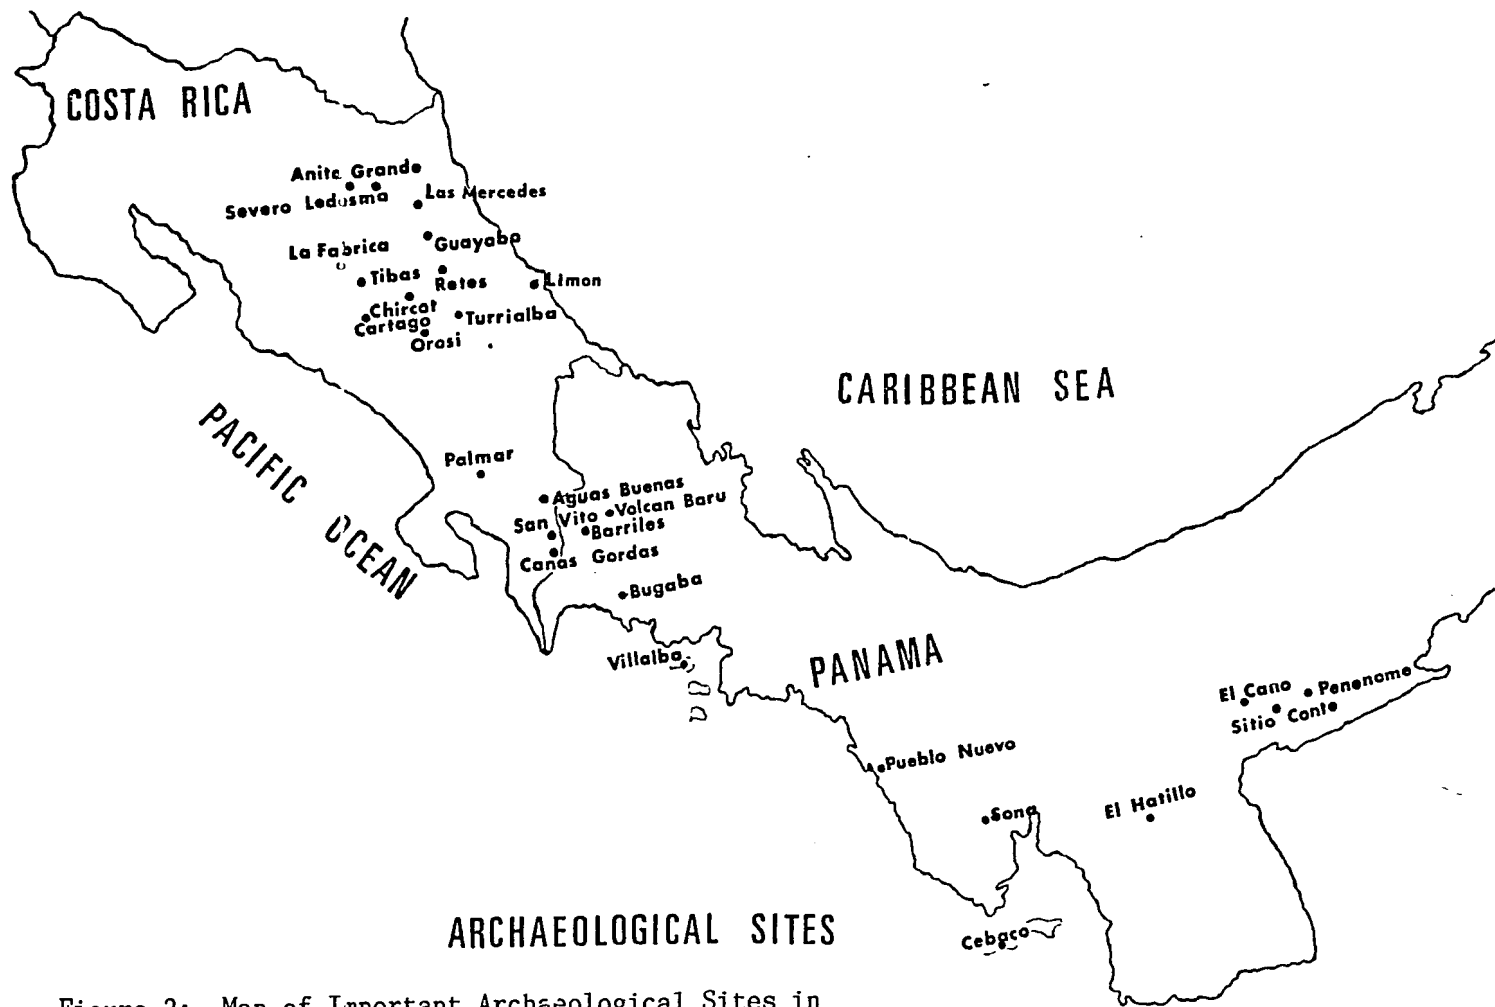 COSTA RICA
Anita Grande
Severo Ledesma
Las Mercedes
La Fabrica
Guayabo
Tibas
Retes
Limon
Chircot
Cartago
Turrialba
Orosi
CARIBBEAN SEA
PACIFIC OCEAN
Palmar
Aguas Buenas
San Vito
Volcan Baru
Barriles
Canas Gordas
Bugaba
Villalba
PANAMA
El Cano
Penenome
Sitio Conte
Pueblo Nuevo
Sona
El Hatillo
Cebaco
ARCHAEOLOGICAL SITES
Figure 2: Map of Important Archaeological Sites in